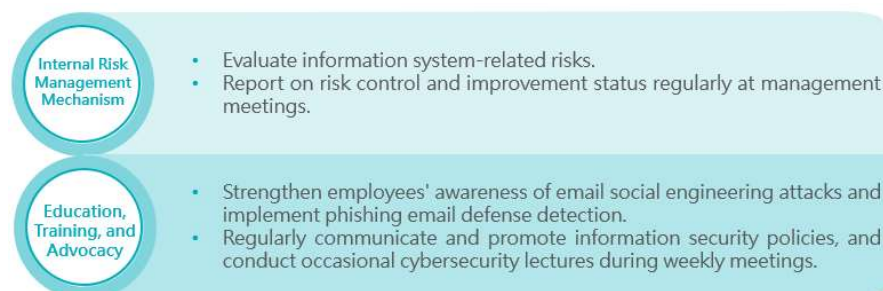 Internal Risk
Management
Mechanism
• Evaluate information system-related risks.
• Report on risk control and improvement status regularly at management
meetings.
Education,
Training, and
Advocacy
• Strengthen employees' awareness of email social engineering attacks and
implement phishing email defense detection.
• Regularly communicate and promote information security policies, and
conduct occasional cybersecurity lectures during weekly meetings.